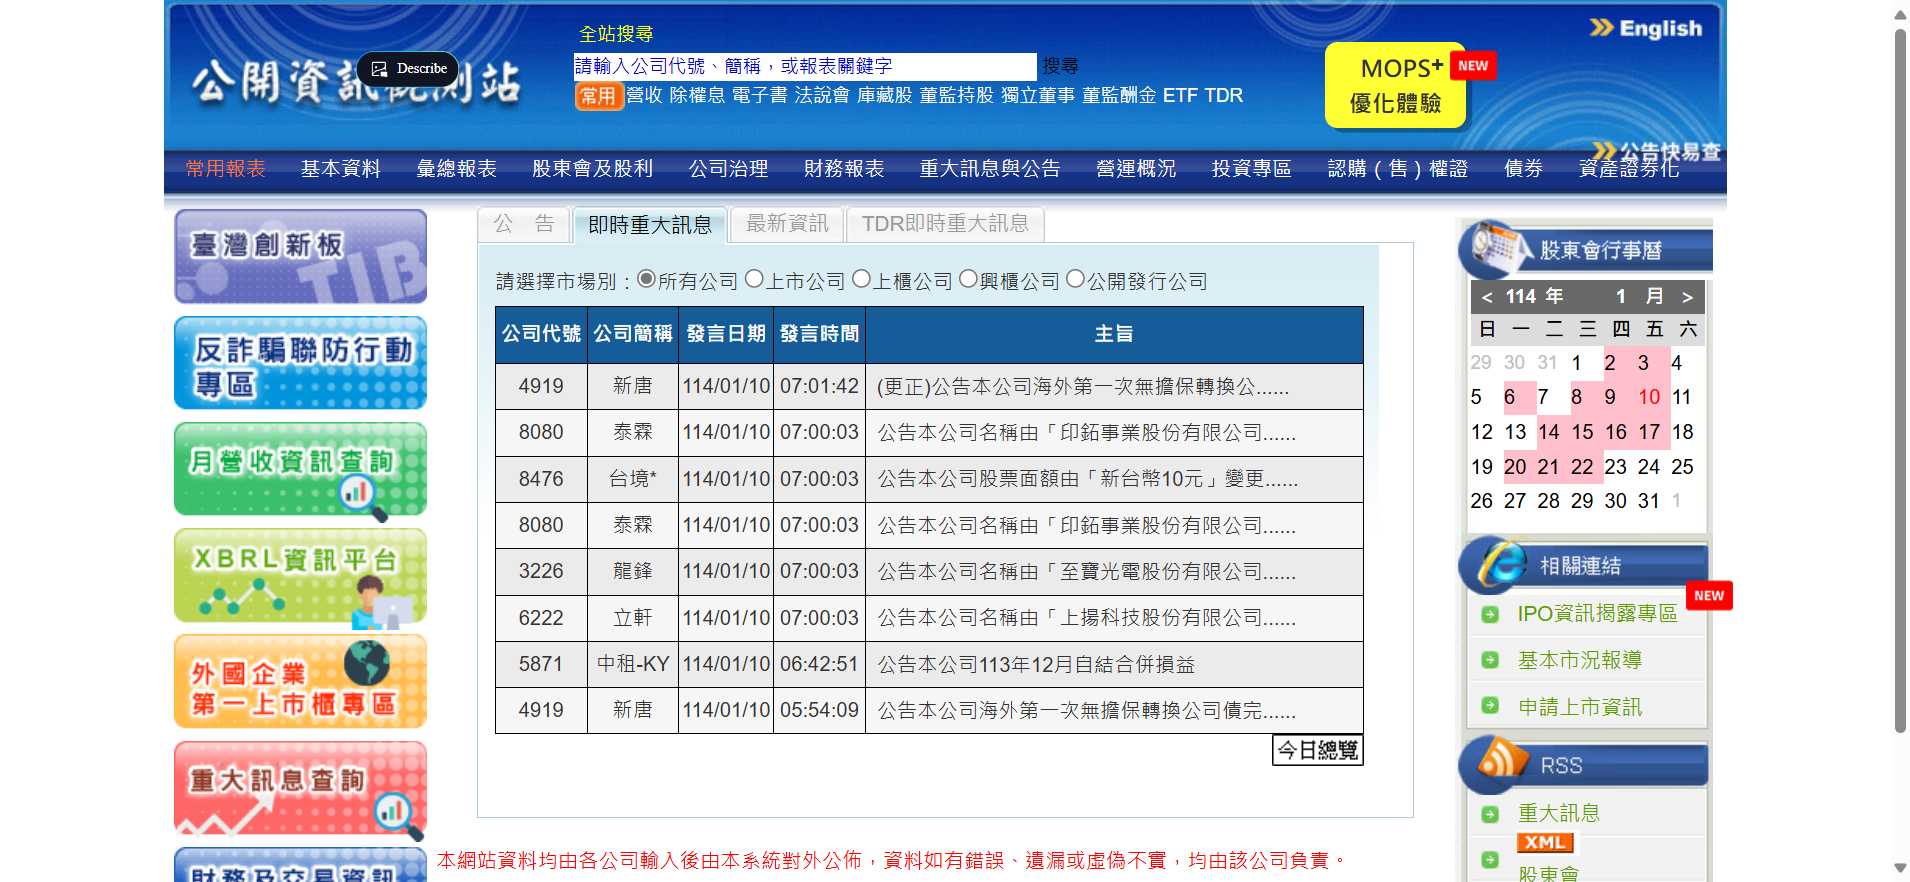 全站搜尋
English
公開資訊觀測站
Describe
請輸入公司代號、簡稱，或報表關鍵字
搜尋
常用 營收 除權息 電子書 法說會 庫藏股 董監持股 獨立董事 董監酬金 ETF TDR
MOPS+ NEW
優化體驗
公告快易查
常用報表 基本資料 彙總報表 股東會及股利 公司治理 財務報表 重大訊息與公告 營運概況 投資專區 認購（售）權證 債券 資產證券化
臺灣創新板
TIB
反詐騙聯防行動
專區
月營收資訊查詢
XBRL資訊平台
外國企業
第一上市櫃專區
重大訊息查詢
財務及交易資訊
公 告 即時重大訊息 最新資訊 TDR即時重大訊息
請選擇市場別：所有公司 上市公司 上櫃公司 興櫃公司 公開發行公司
公司代號 公司簡稱 發言日期 發言時間 主旨
4919 新唐 114/01/10 07:01:42 (更正)公告本公司海外第一次無擔保轉換公......
8080 泰霖 114/01/10 07:00:03 公告本公司名稱由「印鉐事業股份有限公司......
8476 台境* 114/01/10 07:00:03 公告本公司股票面額由「新台幣10元」變更......
8080 泰霖 114/01/10 07:00:03 公告本公司名稱由「印鉐事業股份有限公司......
3226 龍鋒 114/01/10 07:00:03 公告本公司名稱由「至寶光電股份有限公司......
6222 立軒 114/01/10 07:00:03 公告本公司名稱由「上揚科技股份有限公司......
5871 中租-KY 114/01/10 06:42:51 公告本公司113年12月自結合併損益
4919 新唐 114/01/10 05:54:09 公告本公司海外第一次無擔保轉換公司債完......
今日總覽
本網站資料均由各公司輸入後由本系統對外公佈，資料如有錯誤、遺漏或虛偽不實，均由該公司負責。
股東會行事曆
< 114 年 1 月 >
日 一 二 三 四 五 六
29 30 31 1 2 3 4
5 6 7 8 9 10 11
12 13 14 15 16 17 18
19 20 21 22 23 24 25
26 27 28 29 30 31 1
相關連結
NEW
IPO資訊揭露專區
基本市況報導
申請上市資訊
RSS
重大訊息
XML
股東會